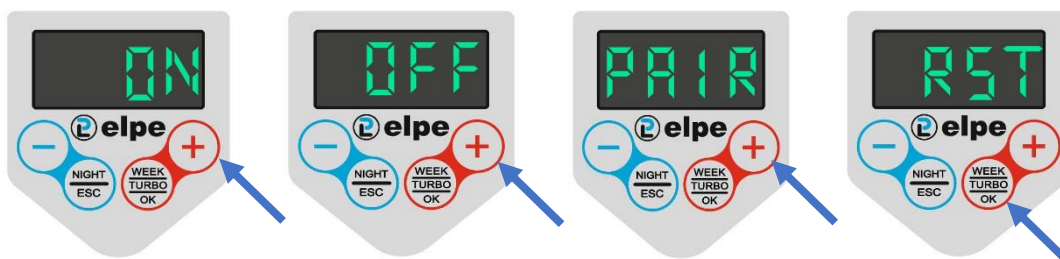 ON
elpe
−
+
NIGHT
ESC
WEEK
TURBO
OK
OFF
elpe
−
+
NIGHT
ESC
WEEK
TURBO
OK
PAIR
elpe
−
+
NIGHT
ESC
WEEK
TURBO
OK
RST
elpe
−
+
NIGHT
ESC
WEEK
TURBO
OK